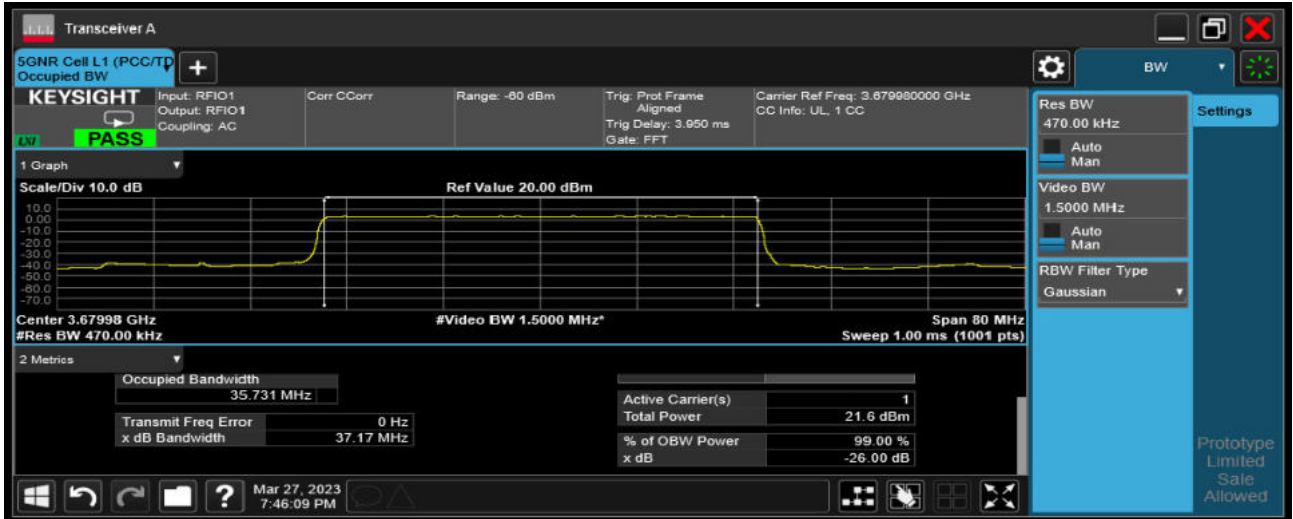 Transceiver A
5GNR Cell L1 (PCC/TD
Occupied BW
+
BW
KEYSIGHT
LXI
PASS
Input: RFIO1
Output: RFIO1
Coupling: AC
Corr CCorr
Range: -60 dBm
Trig: Prot Frame
Aligned
Trig Delay: 3.950 ms
Gate: FFT
Carrier Ref Freq: 3.679980000 GHz
CC Info: UL, 1 CC
1 Graph
Scale/Div 10.0 dB
Ref Value 20.00 dBm
10.0
0.00
-10.0
-20.0
-30.0
-40.0
-50.0
-60.0
-70.0
Center 3.67998 GHz
#Res BW 470.00 kHz
#Video BW 1.5000 MHz*
Span 80 MHz
Sweep 1.00 ms (1001 pts)
2 Metrics
Occupied Bandwidth
35.731 MHz
Transmit Freq Error 0 Hz
x dB Bandwidth 37.17 MHz
Active Carrier(s) 1
Total Power 21.6 dBm
% of OBW Power 99.00 %
x dB -26.00 dB
Res BW
470.00 kHz
Auto
Man
Video BW
1.5000 MHz
Auto
Man
RBW Filter Type
Gaussian
Settings
Prototype
Limited
Sale
Allowed
?
Mar 27, 2023
7:46:09 PM